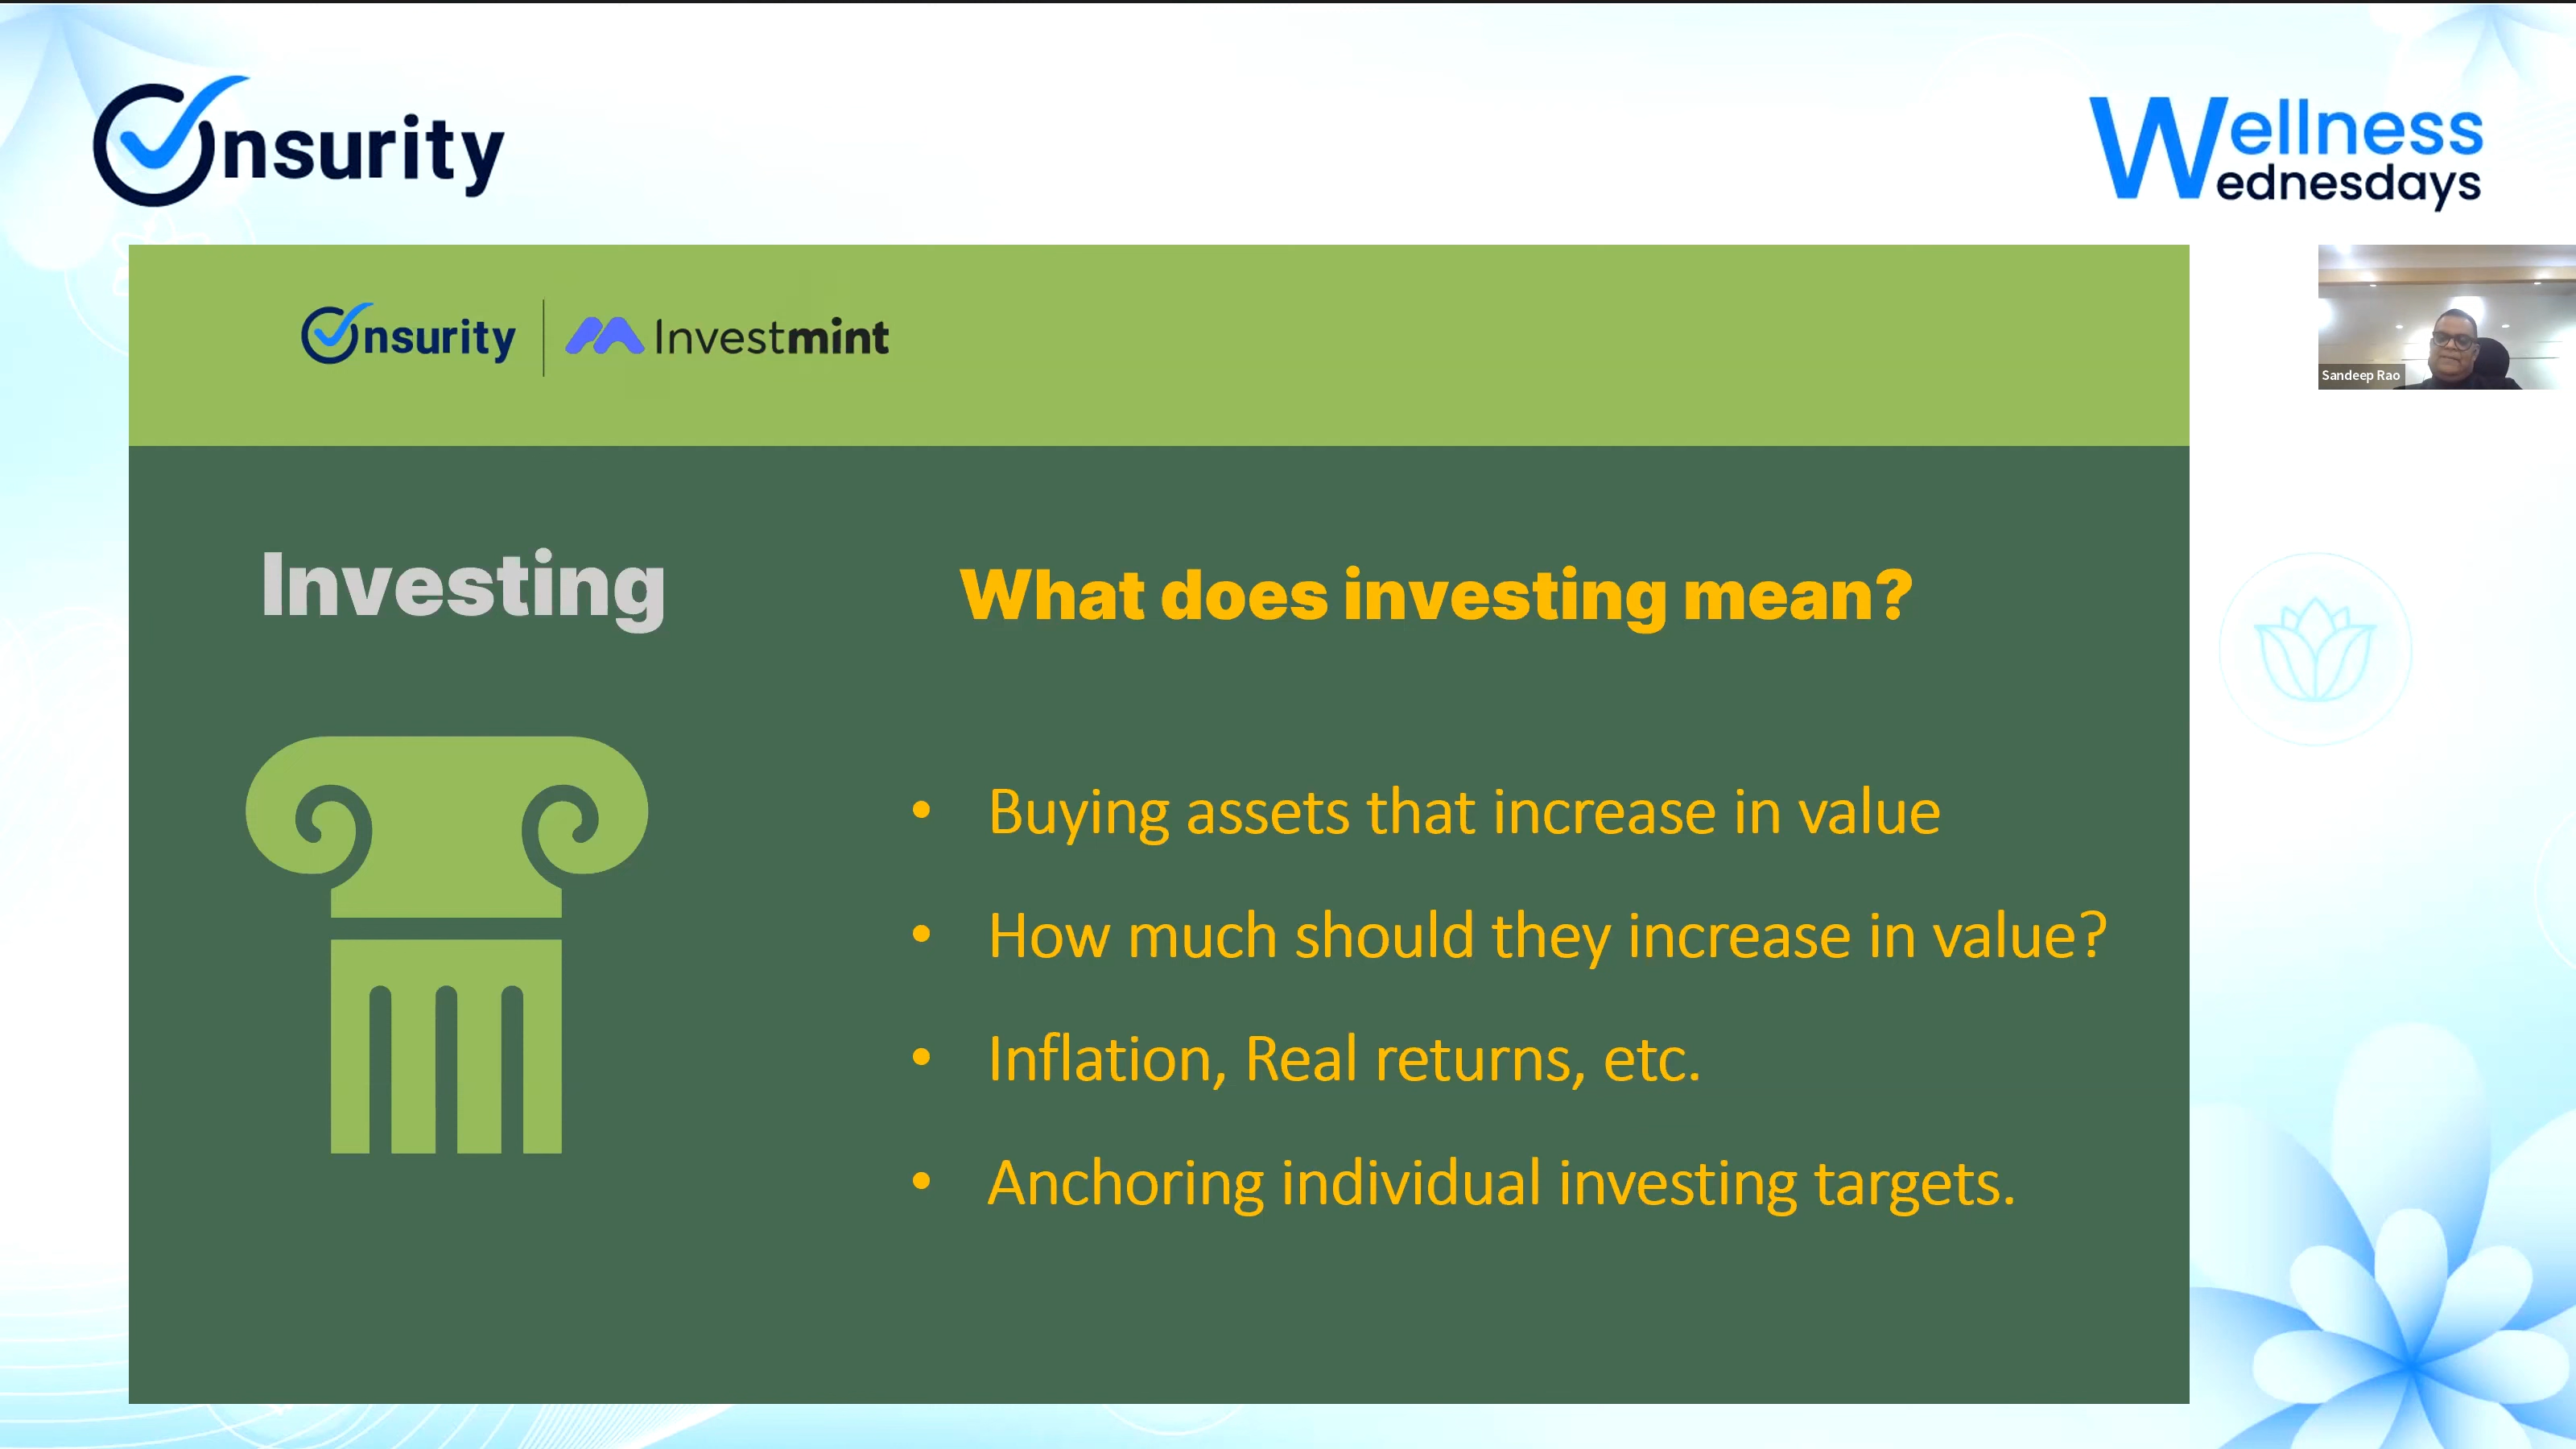 Onsurity
Wellness
Wednesdays
Onsurity | Investmint
Sandeep Rao
Investing
What does investing mean?
• Buying assets that increase in value
• How much should they increase in value?
• Inflation, Real returns, etc.
• Anchoring individual investing targets.